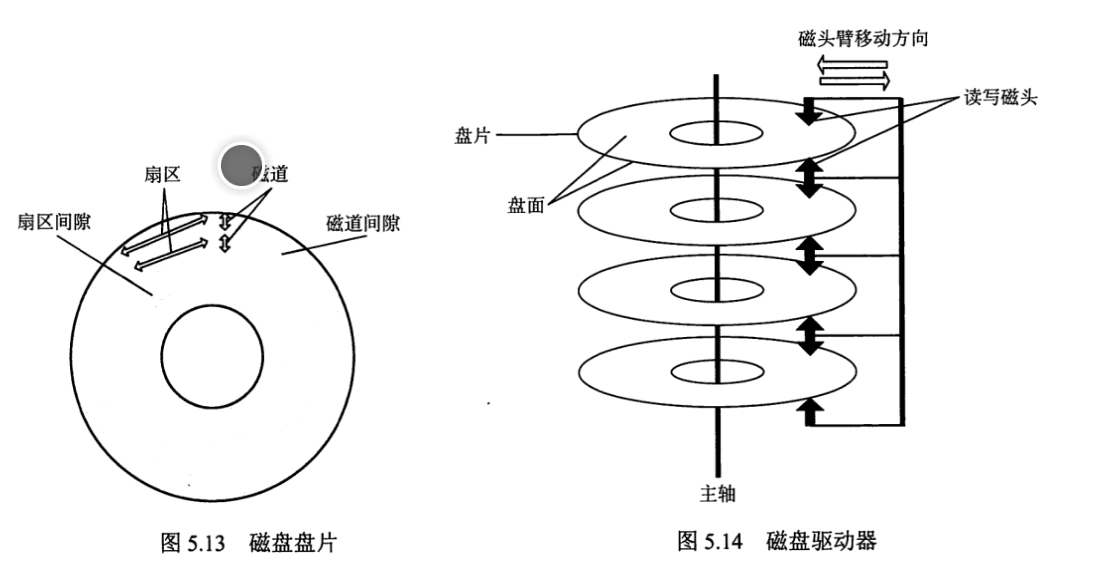 扇区
磁道
扇区间隙
磁道间隙
图 5.13 磁盘盘片
磁头臂移动方向
读写磁头
盘片
盘面
主轴
图 5.14 磁盘驱动器